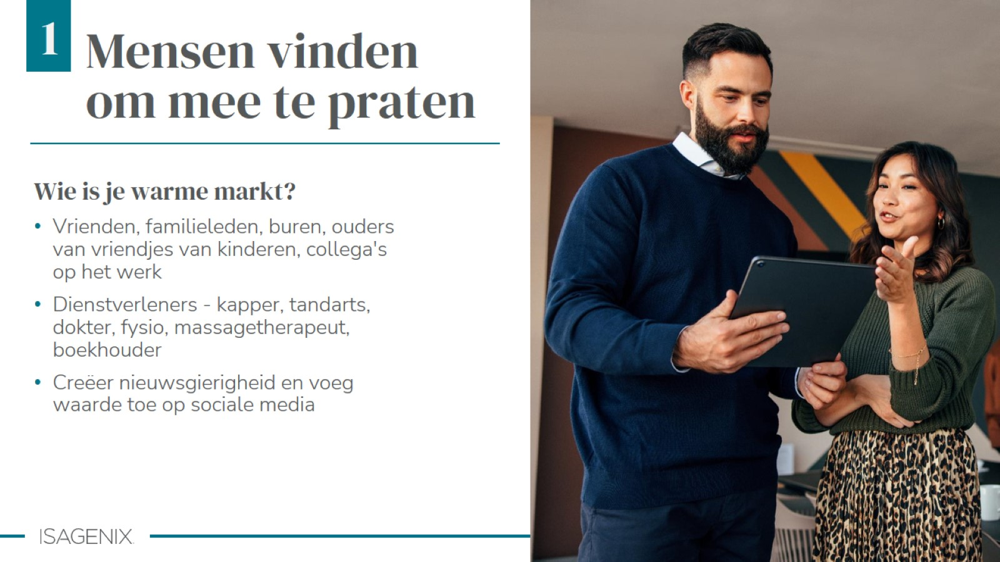 1
Mensen vinden
om mee te praten
Wie is je warme markt?
• Vrienden, familieleden, buren, ouders
van vriendjes van kinderen, collega's
op het werk
• Dienstverleners - kapper, tandarts,
dokter, fysio, massagetherapeut,
boekhouder
• Creëer nieuwsgierigheid en voeg
waarde toe op sociale media
ISAGENIX